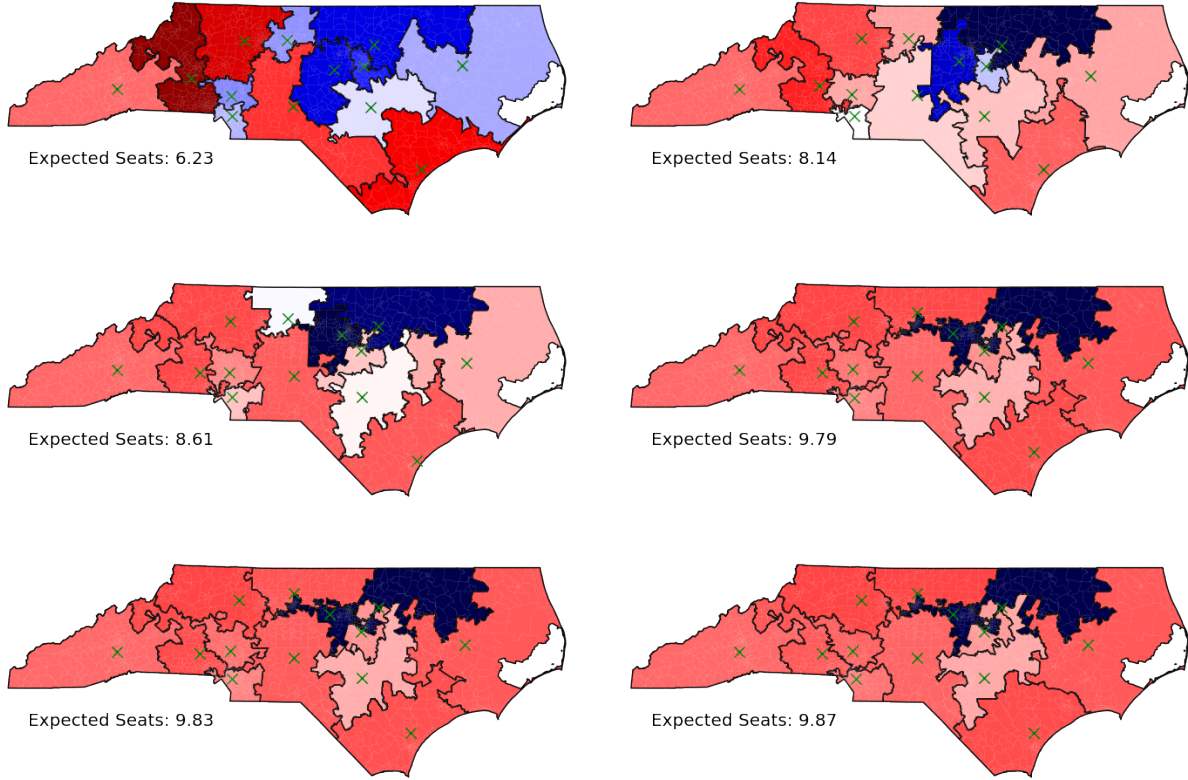 Expected Seats: 6.23
Expected Seats: 8.14
Expected Seats: 8.61
Expected Seats: 9.79
Expected Seats: 9.83
Expected Seats: 9.87